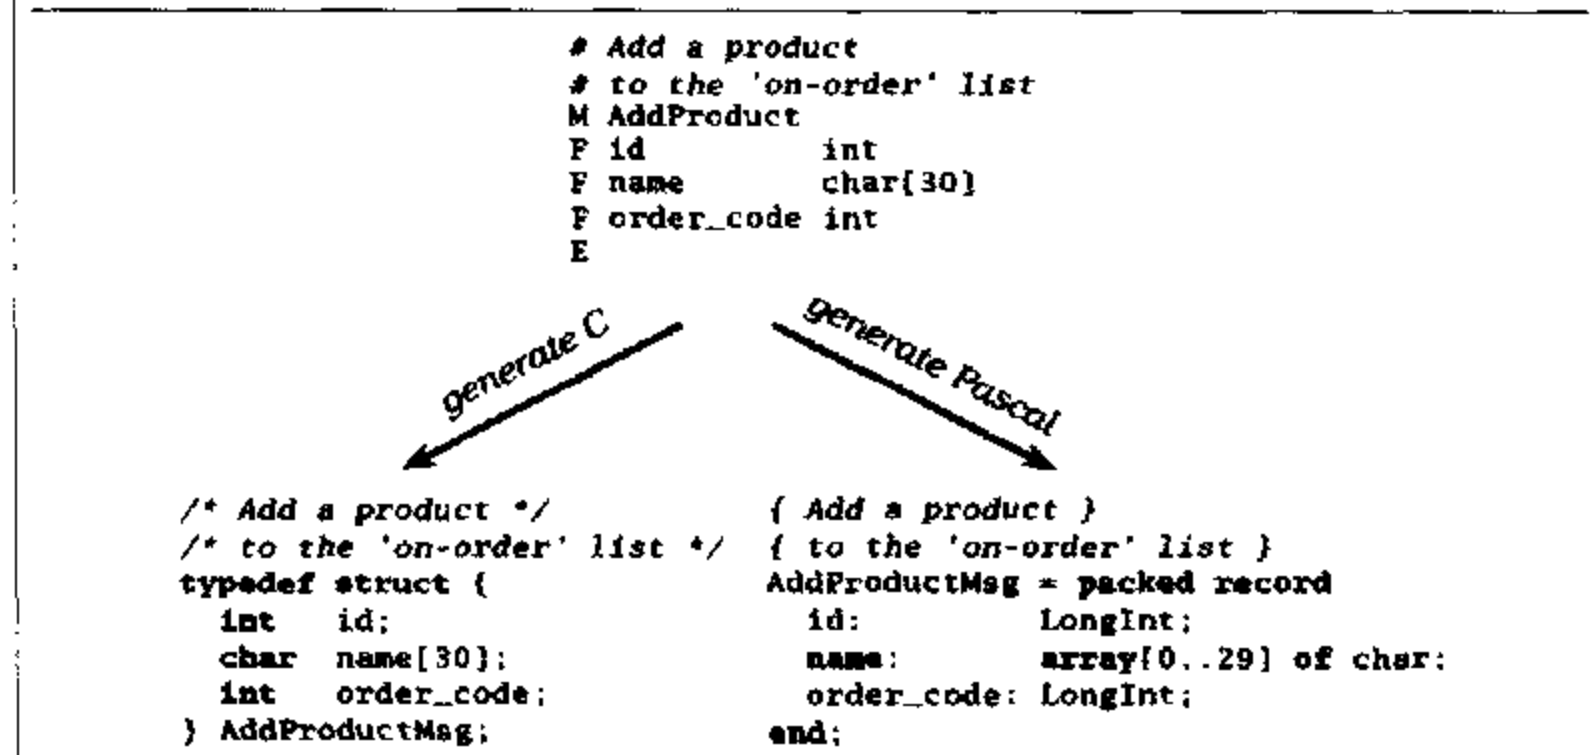 # Add a product
# to the 'on-order' list
M AddProduct
F id int
F name char[30]
F order_code int
E
generate C
generate Pascal
/* Add a product */
/* to the 'on-order' list */
typedef struct {
int id;
char name[30];
int order_code;
} AddProductMsg;
{ Add a product }
{ to the 'on-order' list }
AddProductMsg = packed record
id: LongInt;
name: array[0..29] of char;
order_code: LongInt;
end;